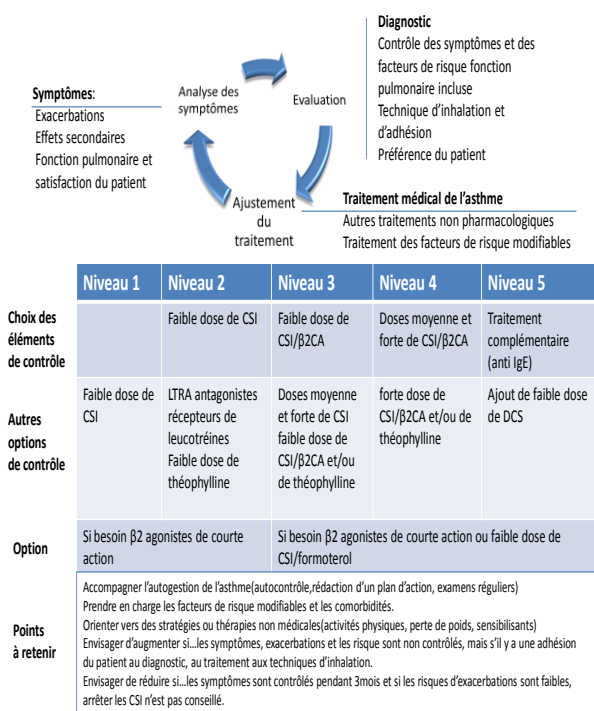 Diagnostic
Contrôle des symptômes et des
facteurs de risque fonction
pulmonaire incluse
Technique d'inhalation et
d'adhésion
Préférence du patient
Analyse des
symptômes
Evaluation
Symptômes:
Exacerbations
Effets secondaires
Fonction pulmonaire et
satisfaction du patient
Ajustement
du
traitement
Traitement médical de l'asthme
Autres traitements non pharmacologiques
Traitement des facteurs de risque modifiables
Niveau 1
Niveau 2
Niveau 3
Niveau 4
Niveau 5
Choix des
éléments
de contrôle
Faible dose de CSI
Faible dose de
CSI/β2CA
Doses moyenne et
forte de CSI/β2CA
Traitement
complémentaire
(anti IgE)
Autres
options
de contrôle
Faible dose de
CSI
LTRA antagonistes
récepteurs de
leucotréines
Faible dose de
théophylline
Doses moyenne
et forte de CSI
faible dose de
CSI/β2CA et/ou
de théophylline
forte dose de
CSI/β2CA et/ou de
théophylline
Ajout de faible dose
de DCS
Option
Si besoin β2 agonistes de courte
action
Si besoin β2 agonistes de courte action ou faible dose de
CSI/formoterol
Points
à retenir
Accompagner l'autogestion de l'asthme(autocontrôle,rédaction d'un plan d'action, examens réguliers)
Prendre en charge les facteurs de risque modifiables et les comorbidités.
Orienter vers des stratégies ou thérapies non médicales(activités physiques, perte de poids, sensibilisants)
Envisager d'augmenter si…les symptômes, exacerbations et les risque sont non contrôlés, mais s'il y a une adhésion
du patient au diagnostic, au traitement aux techniques d'inhalation.
Envisager de réduire si…les symptômes sont contrôlés pendant 3mois et si les risques d'exacerbations sont faibles,
arrêter les CSI n'est pas conseillé.